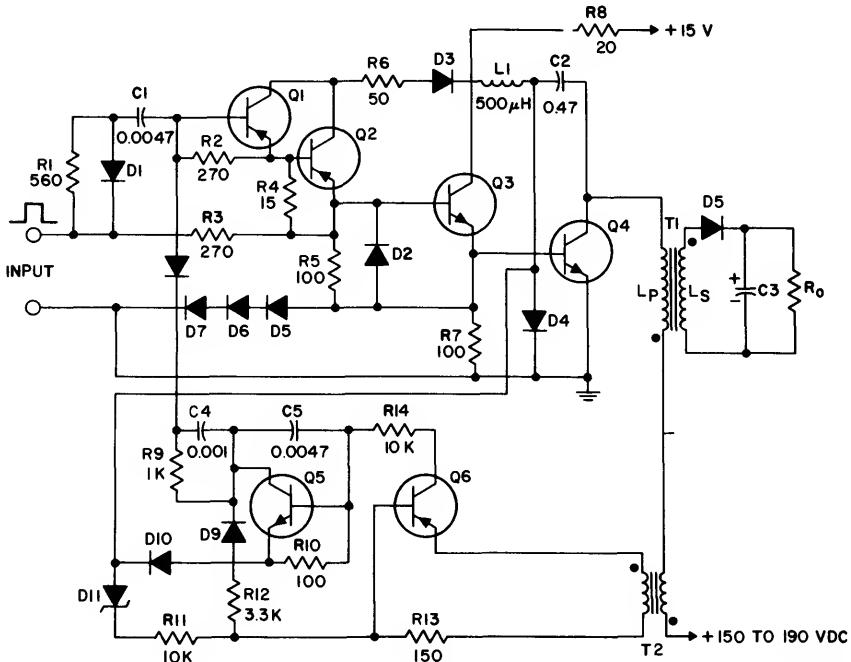 R8
20
+15 V
C1
0.0047
Q1
R6
50
D3
L1
500µH
C2
0.47
R1
560
D1
R2
270
Q2
R4
15
Q3
R3
270
D2
Q4
T1
D5
INPUT
R5
100
LP
LS
+
-
C3
Ro
D7
D6
D5
R7
100
D4
C4
0.001
C5
0.0047
R14
10 K
R9
1K
Q5
Q6
D10
D9
R10
100
D11
R12
3.3K
R11
10K
R13
150
T2
+150 TO 190 VDC